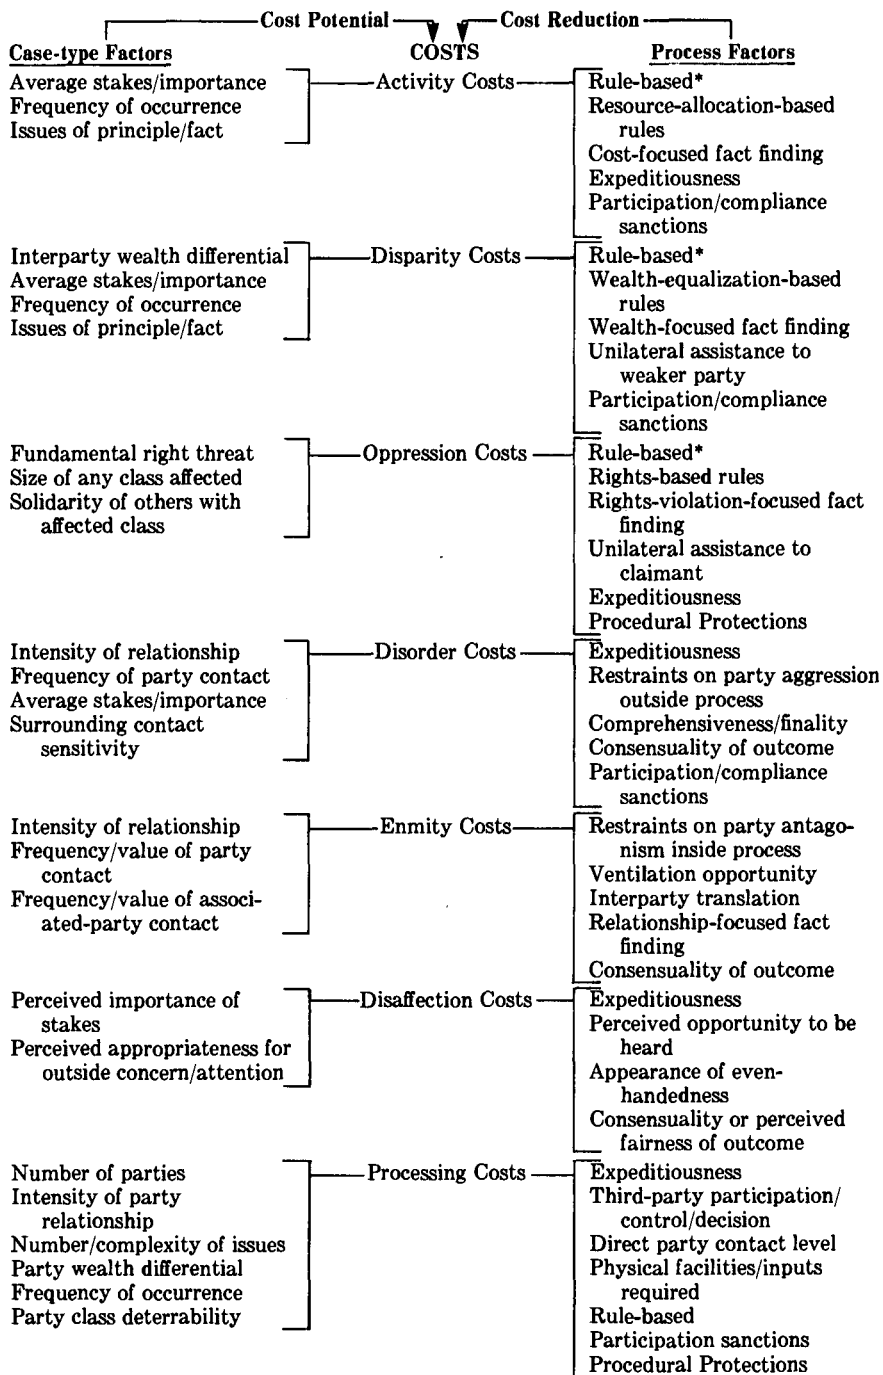 Cost Potential Cost Reduction
Case-type Factors COSTS Process Factors
Average stakes/importance Activity Costs Rule-based*
Frequency of occurrence Resource-allocation-based
Issues of principle/fact rules
Cost-focused fact finding
Expeditiousness
Participation/compliance
sanctions
Interparty wealth differential Disparity Costs Rule-based*
Average stakes/importance Wealth-equalization-based
Frequency of occurrence rules
Issues of principle/fact Wealth-focused fact finding
Unilateral assistance to
weaker party
Participation/compliance
sanctions
Fundamental right threat Oppression Costs Rule-based*
Size of any class affected Rights-based rules
Solidarity of others with Rights-violation-focused fact
affected class finding
Unilateral assistance to
claimant
Expeditiousness
Procedural Protections
Intensity of relationship Disorder Costs Expeditiousness
Frequency of party contact Restraints on party aggression
Average stakes/importance outside process
Surrounding contact Comprehensiveness/finality
sensitivity Consensuality of outcome
Participation/compliance
sanctions
Intensity of relationship Enmity Costs Restraints on party antago-
Frequency/value of party nism inside process
contact Ventilation opportunity
Frequency/value of associ- Interparty translation
ated-party contact Relationship-focused fact
finding
Consensuality of outcome
Perceived importance of Disaffection Costs Expeditiousness
stakes Perceived opportunity to be
Perceived appropriateness for heard
outside concern/attention Appearance of even-
handedness
Consensuality or perceived
fairness of outcome
Number of parties Processing Costs Expeditiousness
Intensity of party Third-party participation/
relationship control/decision
Number/complexity of issues Direct party contact level
Party wealth differential Physical facilities/inputs
Frequency of occurrence required
Party class deterrability Rule-based
Participation sanctions
Procedural Protections